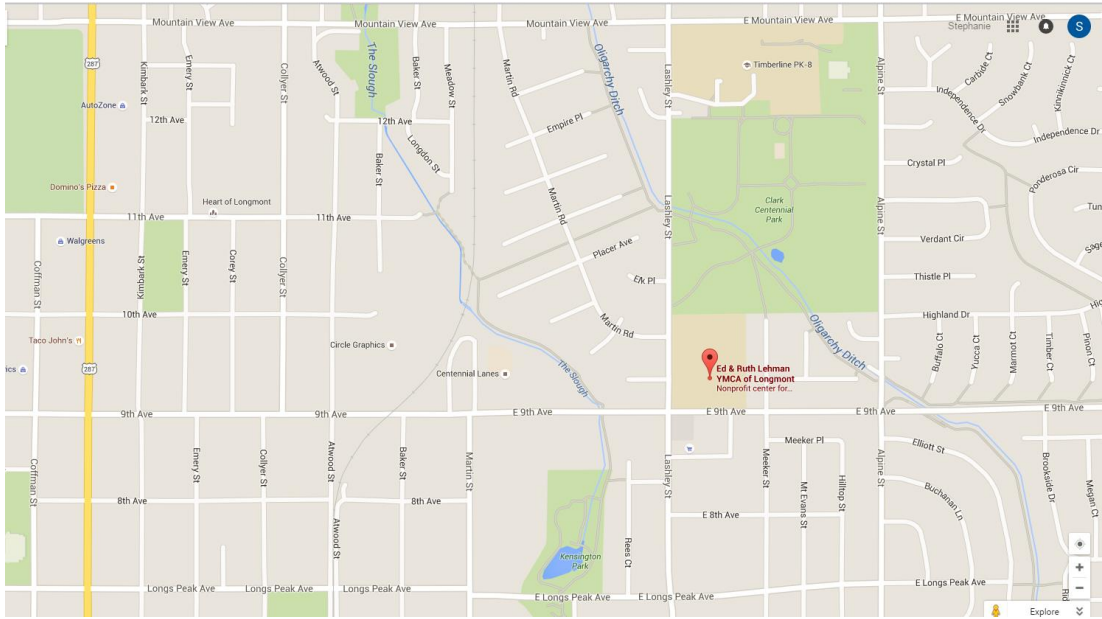 Mountain View Ave
Mountain View Ave
Mountain View Ave
E Mountain View Ave
E Mountain View Ave
Stephanie
S
287
Kimbark St
Emery St
Collyer St
Atwood St
The Slough
Baker St
Meadow St
Martin Rd
Oligarchy Ditch
Lashley St
Timberline PK-8
Alpine St
Carbide Ct
Snowbank Ct
Kinnikinnick Ct
Independence Dr
Independence Dr
AutoZone
12th Ave
12th Ave
Longdon St
Empire Pl
Crystal Pl
Ponderosa Cir
Baker St
Domino's Pizza
Heart of Longmont
11th Ave
11th Ave
Martin Rd
Clark
Centennial
Park
Lashley St
Alpine St
Tun
Walgreens
Placer Ave
Verdant Cir
Sage
Coffman St
Kimbark St
Emery St
Corey St
Collyer St
Elk Pl
Thistle Pl
10th Ave
Martin Rd
Oligarchy Ditch
Highland Dr
Hic
Taco John's
Circle Graphics
Buffalo Ct
Yucca Ct
Marmot Ct
Timber Ct
Pinon Ct
ics
287
Centennial Lanes
The Slough
Ed & Ruth Lehman
YMCA of Longmont
Nonprofit center for...
9th Ave
9th Ave
E 9th Ave
E 9th Ave
E 9th Ave
E 9th Ave
Coffman St
Emery St
Collyer St
Atwood St
Baker St
Martin St
Lashley St
Meeker St
Meeker Pl
Mt Evans St
Hilltop St
Alpine St
Elliott St
Buchanan Ln
Brookside Dr
Megan Ct
8th Ave
8th Ave
E 8th Ave
Atwood St
Kensington
Park
Rees Ct
Longs Peak Ave
Longs Peak Ave
Longs Peak Ave
E Longs Peak Ave
E Longs Peak Ave
E Longs Peak Ave
Rid
Explore